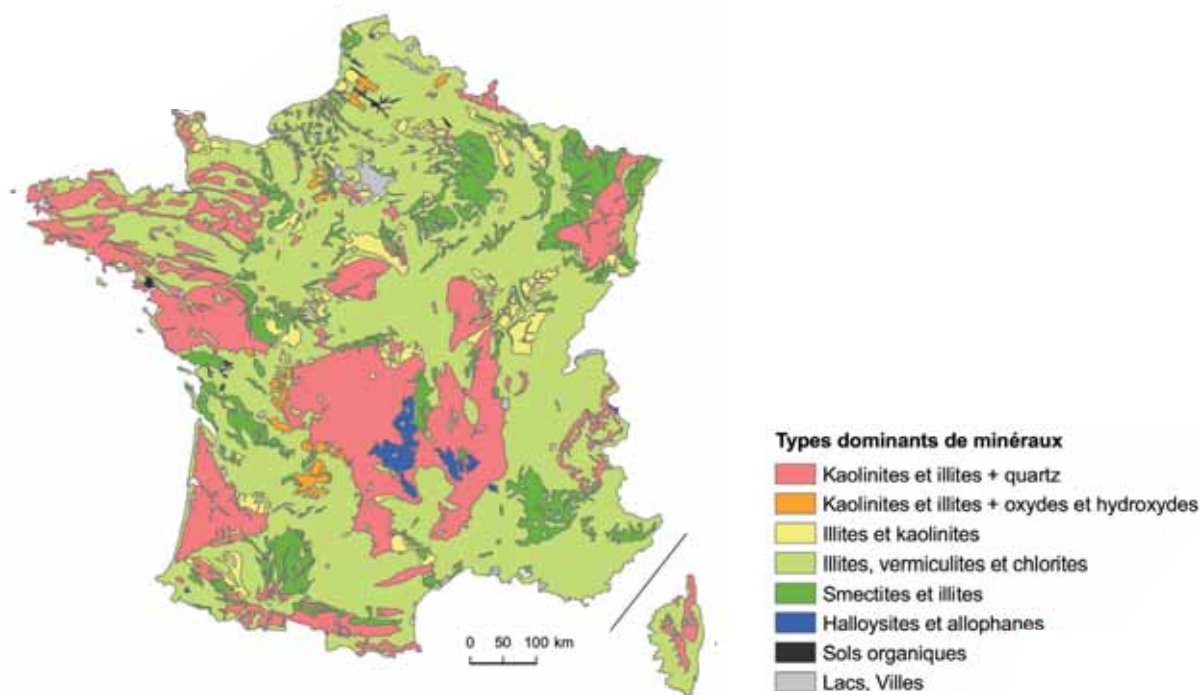 Types dominants de minéraux
Kaolinites et illites + quartz
Kaolinites et illites + oxydes et hydroxydes
Illites et kaolinites
Illites, vermiculites et chlorites
Smectites et illites
Halloysites et allophanes
Sols organiques
Lacs, Villes
0 50 100 km